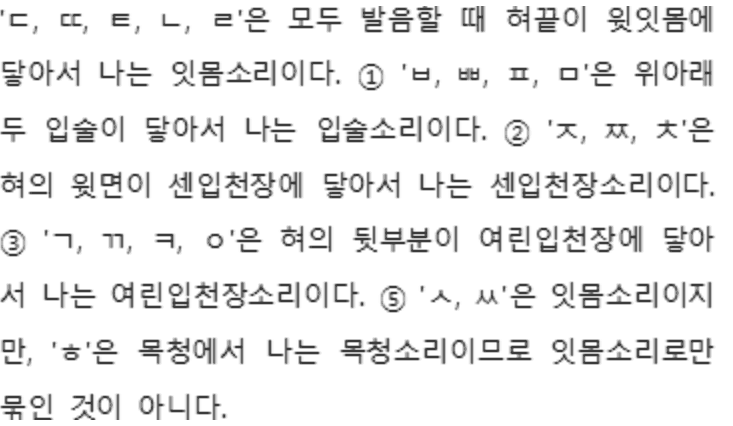 'ㄷ, ㄸ, ㅌ, ㄴ, ㄹ'은 모두 발음할 때 혀끝이 윗잇몸에
닿아서 나는 잇몸소리이다. ① 'ㅂ, ㅃ, ㅍ, ㅁ'은 위아래
두 입술이 닿아서 나는 입술소리이다. ② 'ㅈ, ㅉ, ㅊ'은
혀의 윗면이 센입천장에 닿아서 나는 센입천장소리이다.
③ 'ㄱ, ㄲ, ㅋ, ㅇ'은 혀의 뒷부분이 여린입천장에 닿아
서 나는 여린입천장소리이다. ⑤ 'ㅅ, ㅆ'은 잇몸소리이지
만, 'ㅎ'은 목청에서 나는 목청소리이므로 잇몸소리로만
묶인 것이 아니다.